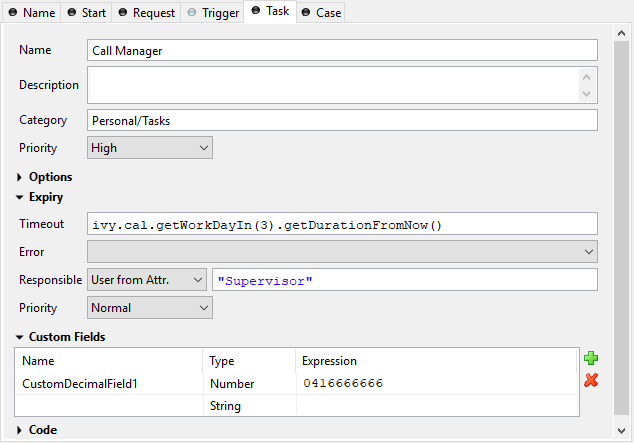 Name Start Request Trigger Task Case
Name Call Manager
Description
Category Personal/Tasks
Priority High
Options
Expiry
Timeout ivy.cal.getWorkDayIn(3).getDurationFromNow()
Error
Responsible User from Attr. "Supervisor"
Priority Normal
Custom Fields
Name Type Expression
CustomDecimalField1 Number 0416666666
String
Code